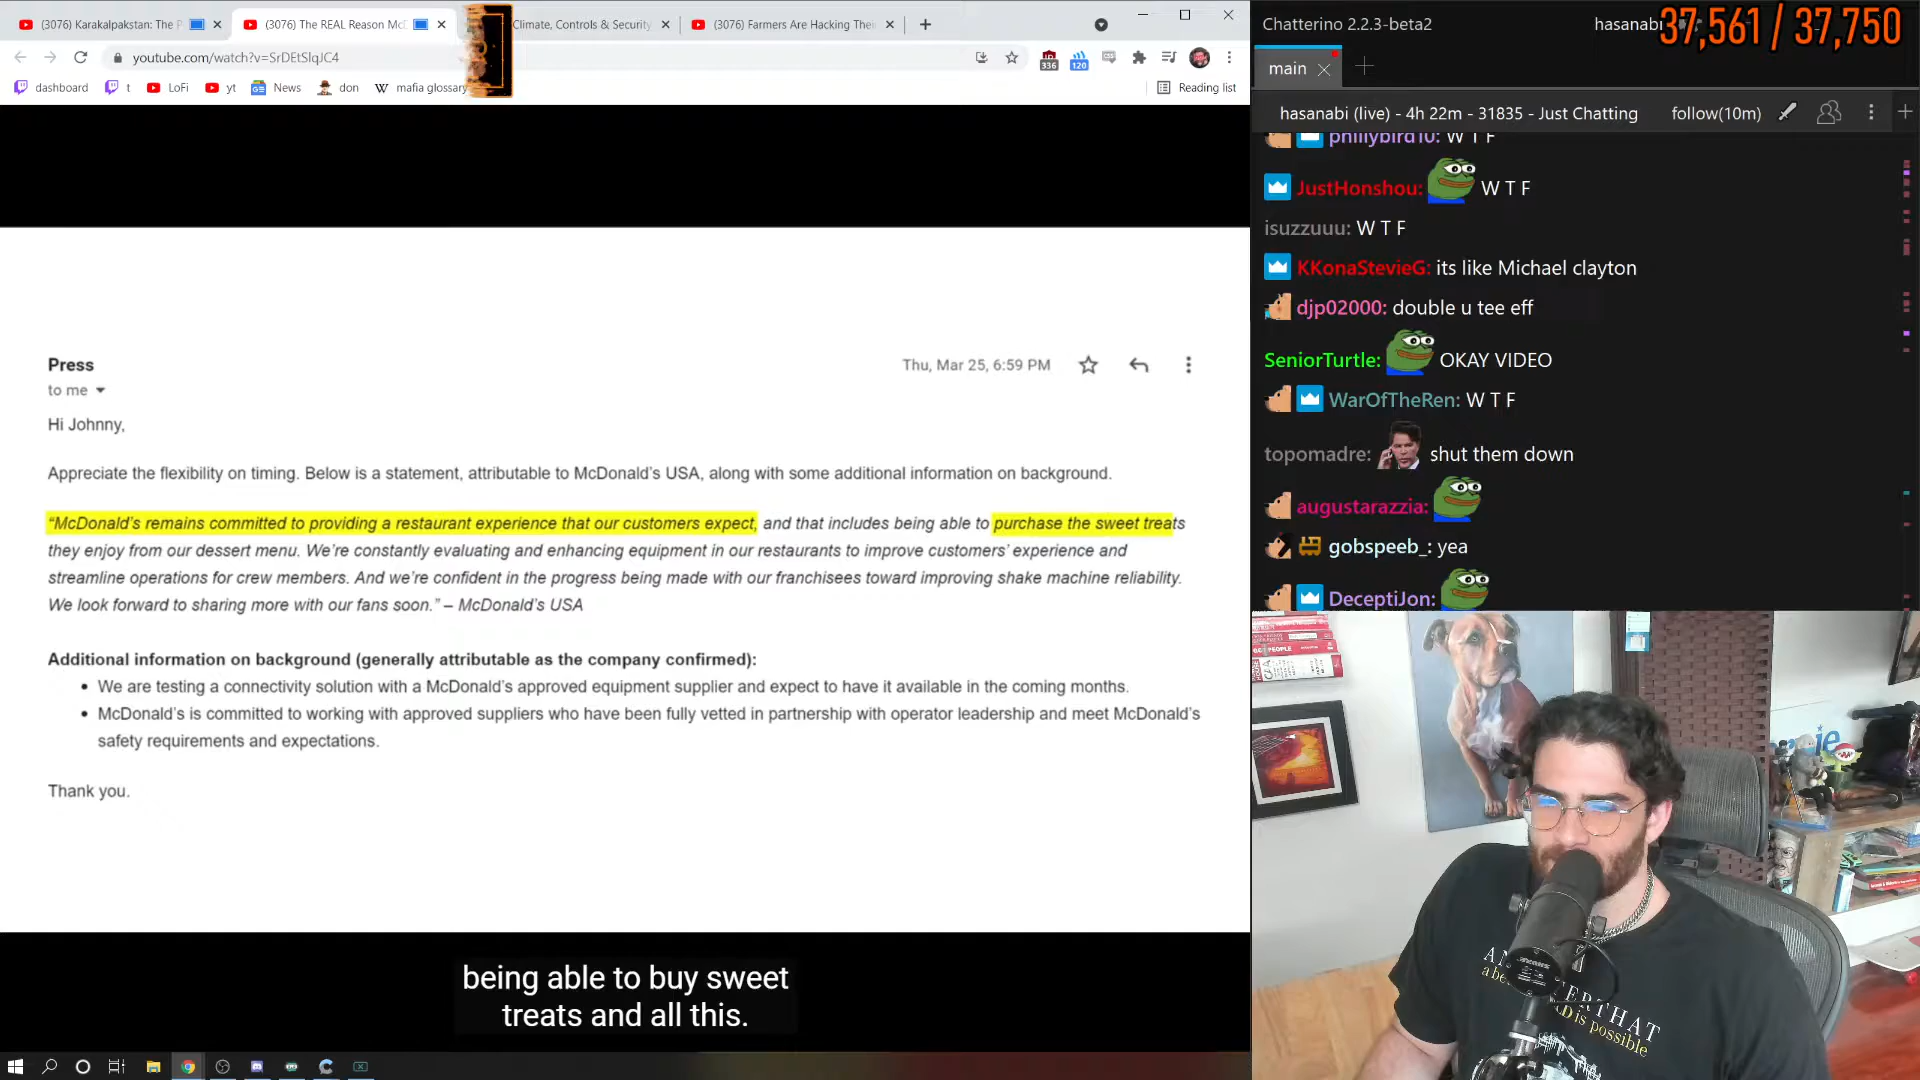 (3076) Karakalpakstan: The P
(3076) The REAL Reason McD
Climate, Controls & Security
(3076) Farmers Are Hacking Thei
youtube.com/watch?v=SrDEtSlqJC4
336
120
dashboard
t
LoFi
yt
News
don
mafia glossary
Reading list
Press
Thu, Mar 25, 6:59 PM
to me
Hi Johnny,
Appreciate the flexibility on timing. Below is a statement, attributable to McDonald's USA, along with some additional information on background.
“McDonald's remains committed to providing a restaurant experience that our customers expect, and that includes being able to purchase the sweet treats
they enjoy from our dessert menu. We're constantly evaluating and enhancing equipment in our restaurants to improve customers' experience and
streamline operations for crew members. And we're confident in the progress being made with our franchisees toward improving shake machine reliability.
We look forward to sharing more with our fans soon.” – McDonald's USA
Additional information on background (generally attributable as the company confirmed):
• We are testing a connectivity solution with a McDonald's approved equipment supplier and expect to have it available in the coming months.
• McDonald's is committed to working with approved suppliers who have been fully vetted in partnership with operator leadership and meet McDonald's
safety requirements and expectations.
Thank you.
being able to buy sweet
treats and all this.
Chatterino 2.2.3-beta2
hasanabi
37,561 / 37,750
main
hasanabi (live) - 4h 22m - 31835 - Just Chatting
follow(10m)
phillybird10: W T F
JustHonshou: W T F
isuzzuuu: W T F
KKonaStevieG: its like Michael clayton
djp02000: double u tee eff
SeniorTurtle: OKAY VIDEO
WarOfTheRen: W T F
topomadre: shut them down
augustarazzia:
gobspeeb_: yea
DeceptiJon:
is possible